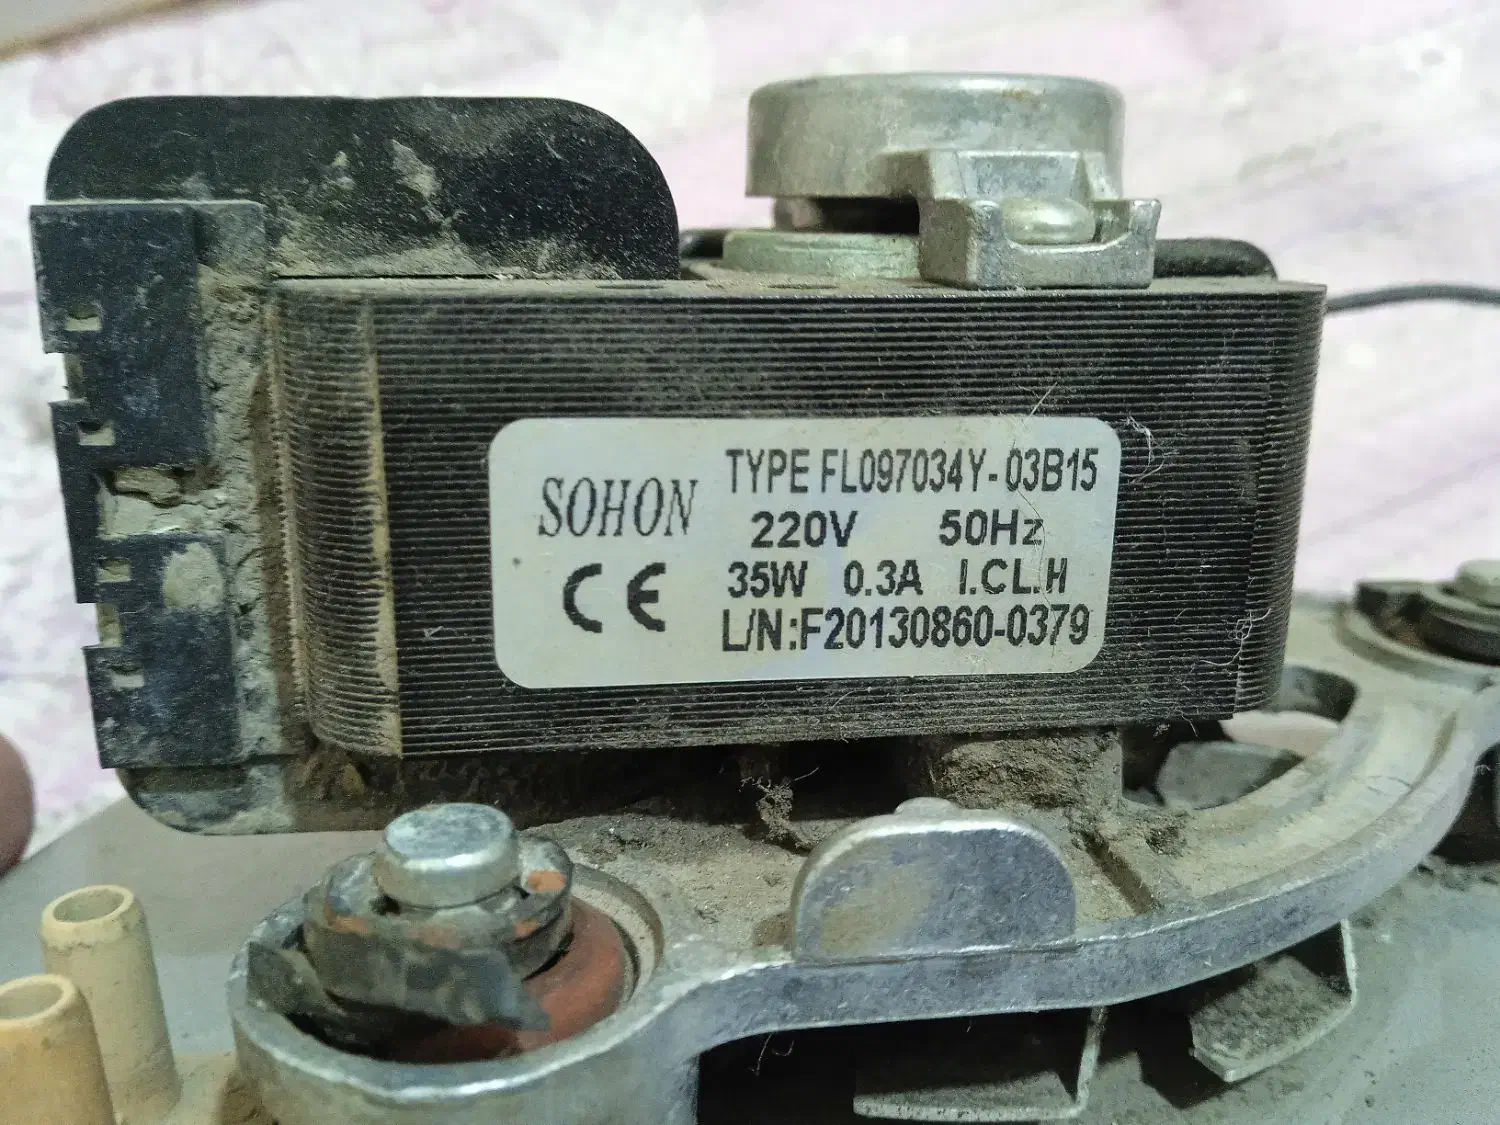 SOHON
CE
TYPE FL097034Y-03B15
220V 50Hz
35W 0.3A I.CL.H
L/N:F20130860-0379